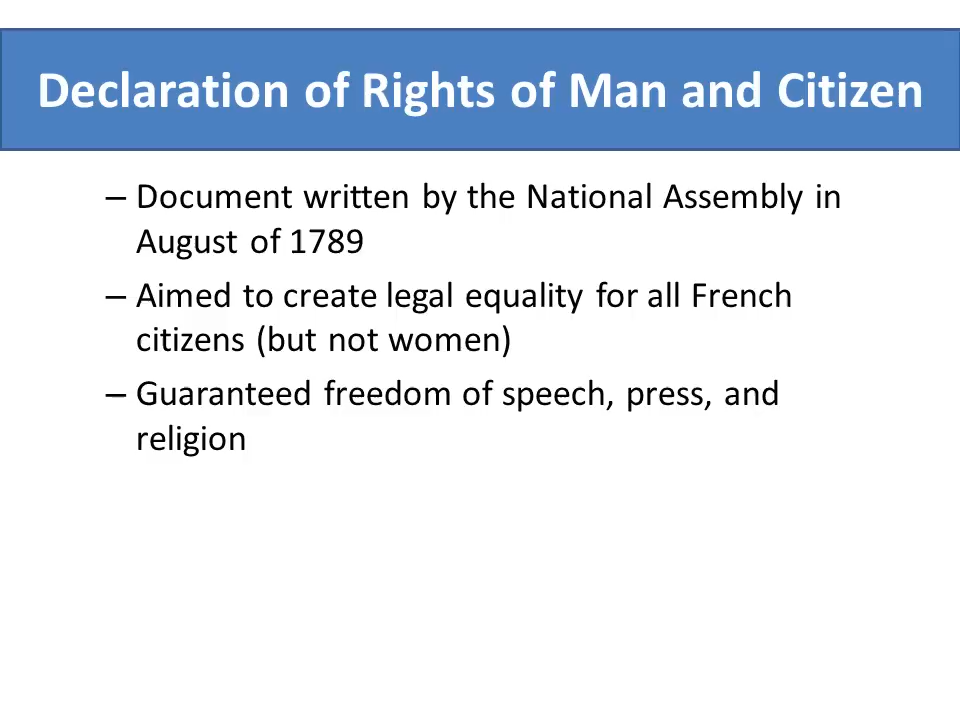 Declaration of Rights of Man and Citizen
– Document written by the National Assembly in
August of 1789
– Aimed to create legal equality for all French
citizens (but not women)
– Guaranteed freedom of speech, press, and
religion